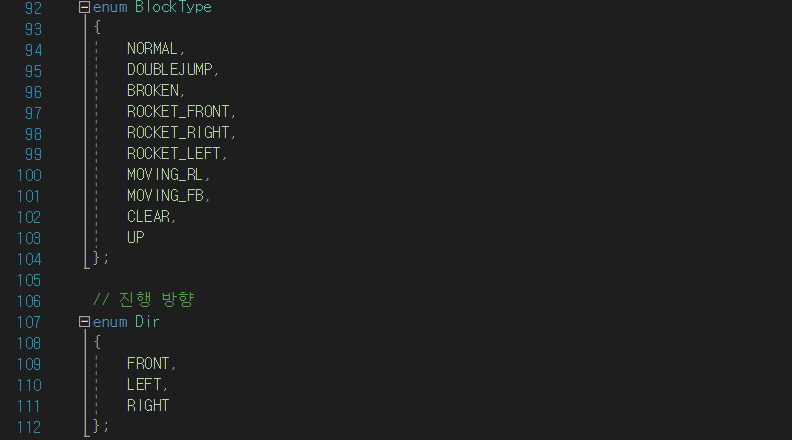 92 enum BlockType
93 {
94 NORMAL,
95 DOUBLEJUMP,
96 BROKEN,
97 ROCKET_FRONT,
98 ROCKET_RIGHT,
99 ROCKET_LEFT,
100 MOVING_RL,
101 MOVING_FB,
102 CLEAR,
103 UP
104 };
105
106 // 진행 방향
107 enum Dir
108 {
109 FRONT,
110 LEFT,
111 RIGHT
112 };